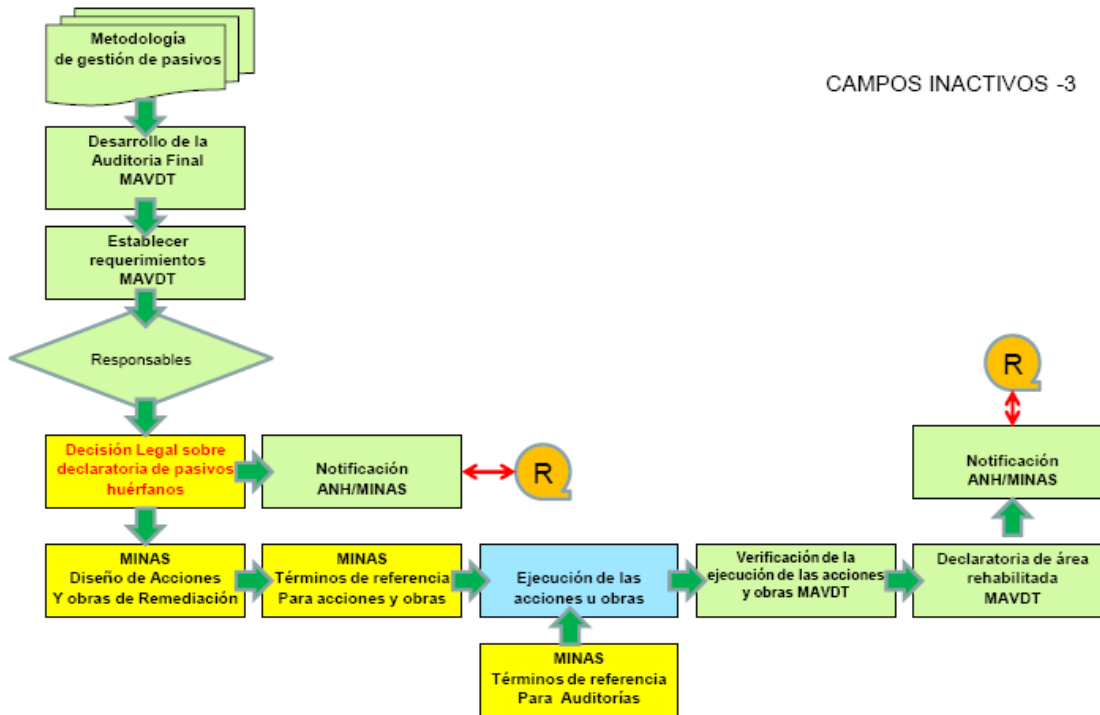 Metodología
de gestión de pasivos
CAMPOS INACTIVOS -3
Desarrollo de la
Auditoria Final
MAVDT
Establecer
requerimientos
MAVDT
Responsables
Decisión Legal sobre
declaratoria de pasivos
huérfanos
Notificación
ANH/MINAS
R
R
Notificación
ANH/MINAS
MINAS
Diseño de Acciones
Y obras de Remediación
MINAS
Términos de referencia
Para acciones y obras
Ejecución de las
acciones u obras
Verificación de la
ejecución de las acciones
y obras MAVDT
Declaratoria de área
rehabilitada
MAVDT
MINAS
Términos de referencia
Para Auditorías